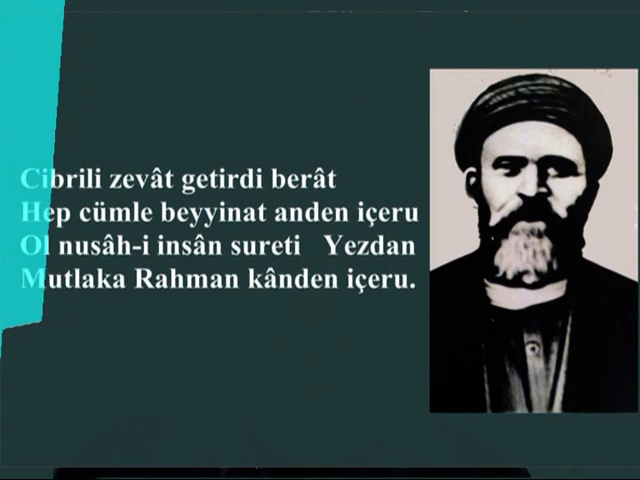 Cibrili zevât getirdi berât
Hep cümle beyyinat anden içeru
Ol nusâh-i insân sureti Yezdan
Mutlaka Rahman kânden içeru.